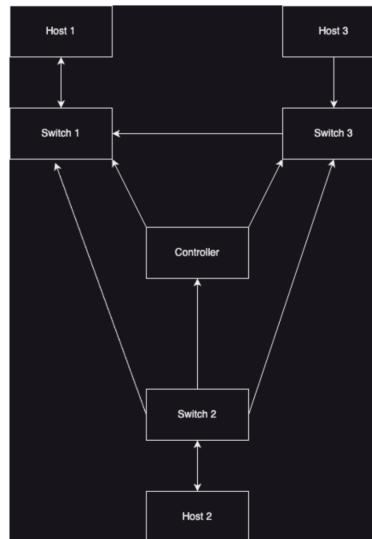 Host 1
Host 3
Switch 1
Switch 3
Controller
Switch 2
Host 2